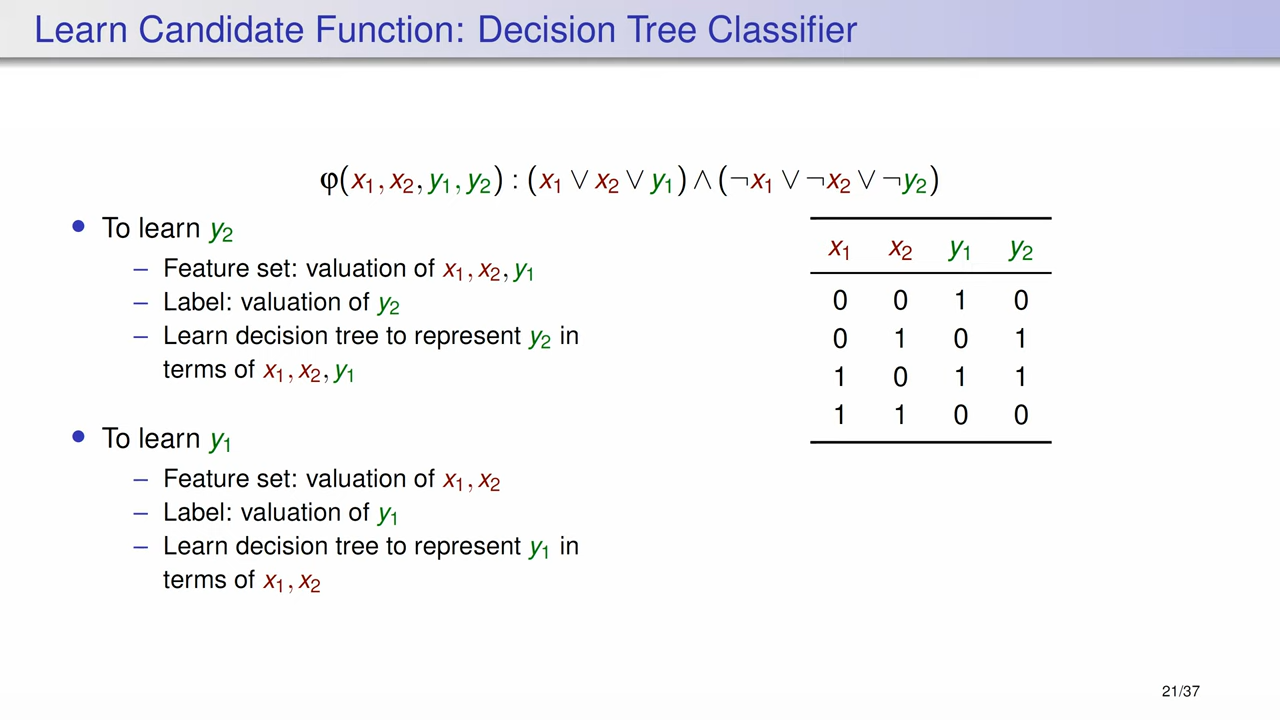 Learn Candidate Function: Decision Tree Classifier
φ(x₁, x₂, y₁, y₂) : (x₁ ∨ x₂ ∨ y₁) ∧ (¬x₁ ∨ ¬x₂ ∨ ¬y₂)
• To learn y₂
– Feature set: valuation of x₁, x₂, y₁
– Label: valuation of y₂
– Learn decision tree to represent y₂ in
terms of x₁, x₂, y₁
• To learn y₁
– Feature set: valuation of x₁, x₂
– Label: valuation of y₁
– Learn decision tree to represent y₁ in
terms of x₁, x₂
x₁ x₂ y₁ y₂
0 0 1 0
0 1 0 1
1 0 1 1
1 1 0 0
21/37